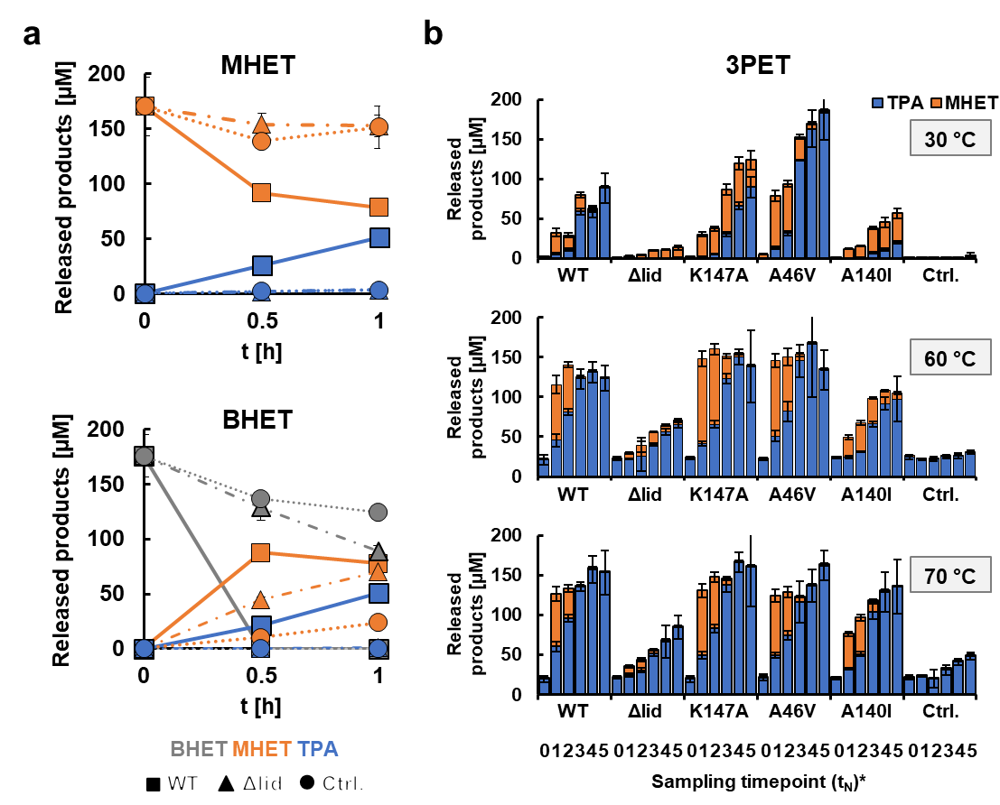 a
MHET
Released products [µM]
200
150
100
50
0
0 0.5 1
t [h]
BHET
Released products [µM]
200
150
100
50
0
0 0.5 1
t [h]
BHET MHET TPA
WT Δlid Ctrl.
b
3PET
TPA MHET
30 °C
Released products [µM]
200
150
100
50
0
WT Δlid K147A A46V A140I Ctrl.
60 °C
Released products [µM]
200
150
100
50
0
WT Δlid K147A A46V A140I Ctrl.
70 °C
Released products [µM]
200
150
100
50
0
WT Δlid K147A A46V A140I Ctrl.
012345 012345 012345 012345 012345 012345
Sampling timepoint (tN)*